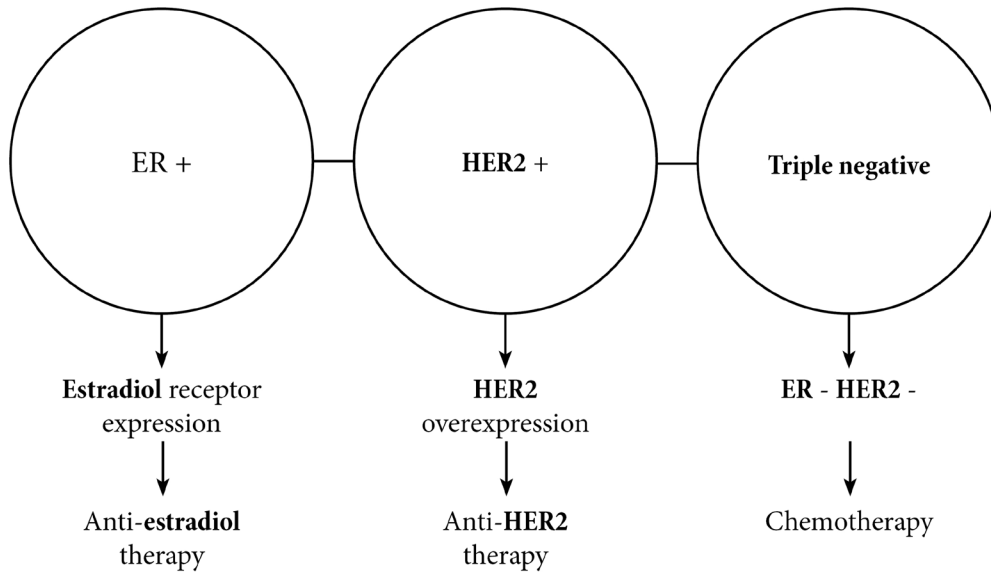 ER +
HER2 +
Triple negative
Estradiol receptor
expression
HER2
overexpression
ER - HER2 -
Anti-estradiol
therapy
Anti-HER2
therapy
Chemotherapy